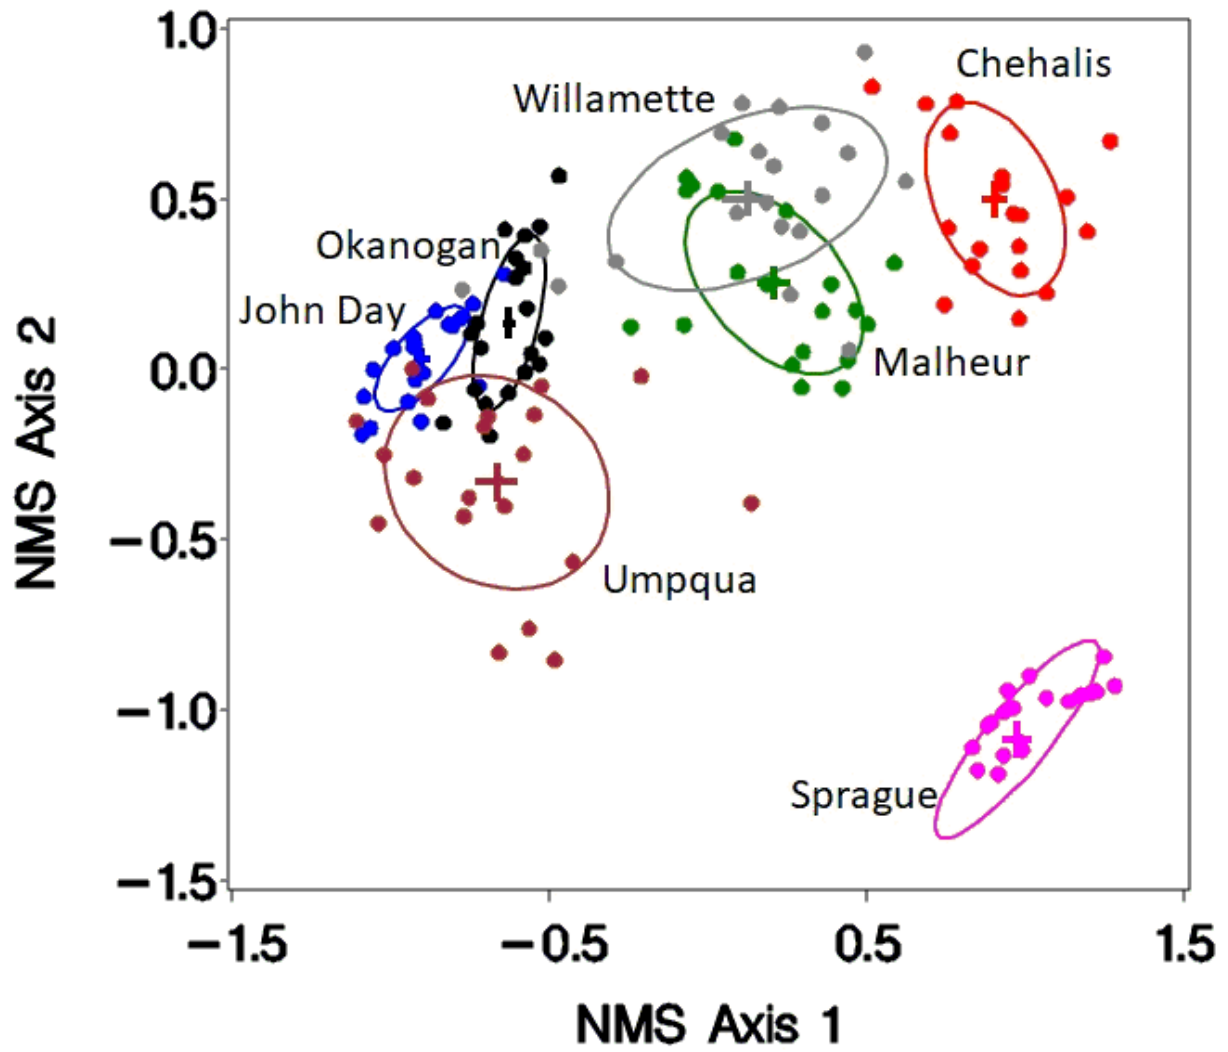 1.0
Chehalis
Willamette
0.5
Okanogan
John Day
Malheur
0.0
NMS Axis 2
−0.5
Umpqua
−1.0
Sprague
−1.5
−1.5 −0.5 0.5 1.5
NMS Axis 1